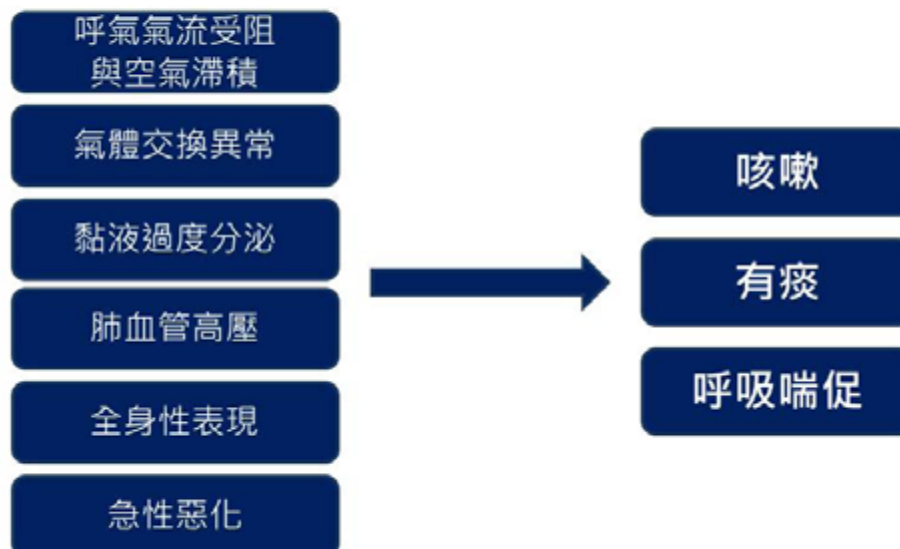 呼氣氣流受阻
與空氣滯積
氣體交換異常
黏液過度分泌
肺血管高壓
全身性表現
急性惡化
咳嗽
有痰
呼吸喘促